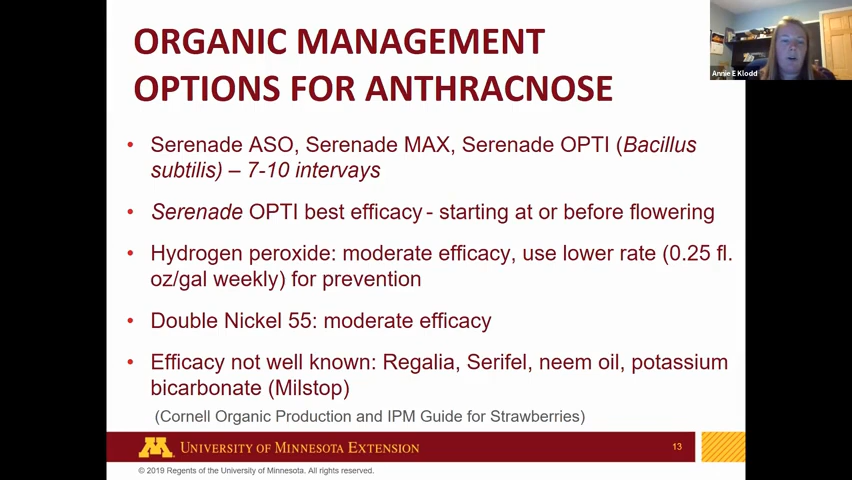 ORGANIC MANAGEMENT
OPTIONS FOR ANTHRACNOSE
Annie E Klodd
• Serenade ASO, Serenade MAX, Serenade OPTI (Bacillus
subtilis) – 7-10 intervays
• Serenade OPTI best efficacy - starting at or before flowering
• Hydrogen peroxide: moderate efficacy, use lower rate (0.25 fl.
oz/gal weekly) for prevention
• Double Nickel 55: moderate efficacy
• Efficacy not well known: Regalia, Serifel, neem oil, potassium
bicarbonate (Milstop)
(Cornell Organic Production and IPM Guide for Strawberries)
M UNIVERSITY OF MINNESOTA EXTENSION
13
© 2019 Regents of the University of Minnesota. All rights reserved.